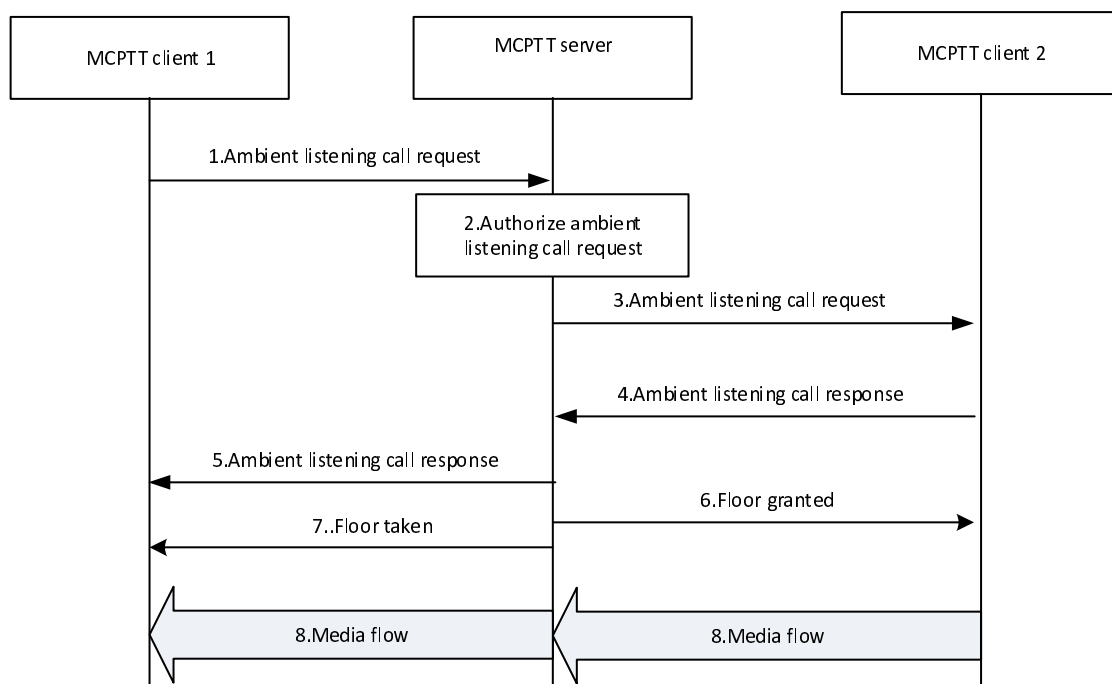 MCPTT client 1
MCPTT server
MCPTT client 2
1.Ambient listening call request
2.Authorize ambient
listening call request
3.Ambient listening call request
4.Ambient listening call response
5.Ambient listening call response
6.Floor granted
7..Floor taken
8.Media flow
8.Media flow